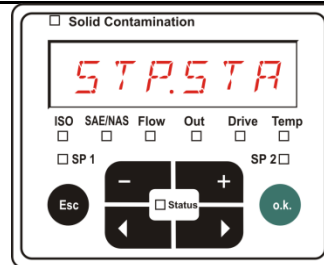 Solid Contamination
STP.STA
ISO SAE/NAS Flow Out Drive Temp
SP 1 SP 2
- +
Esc Status o.k.